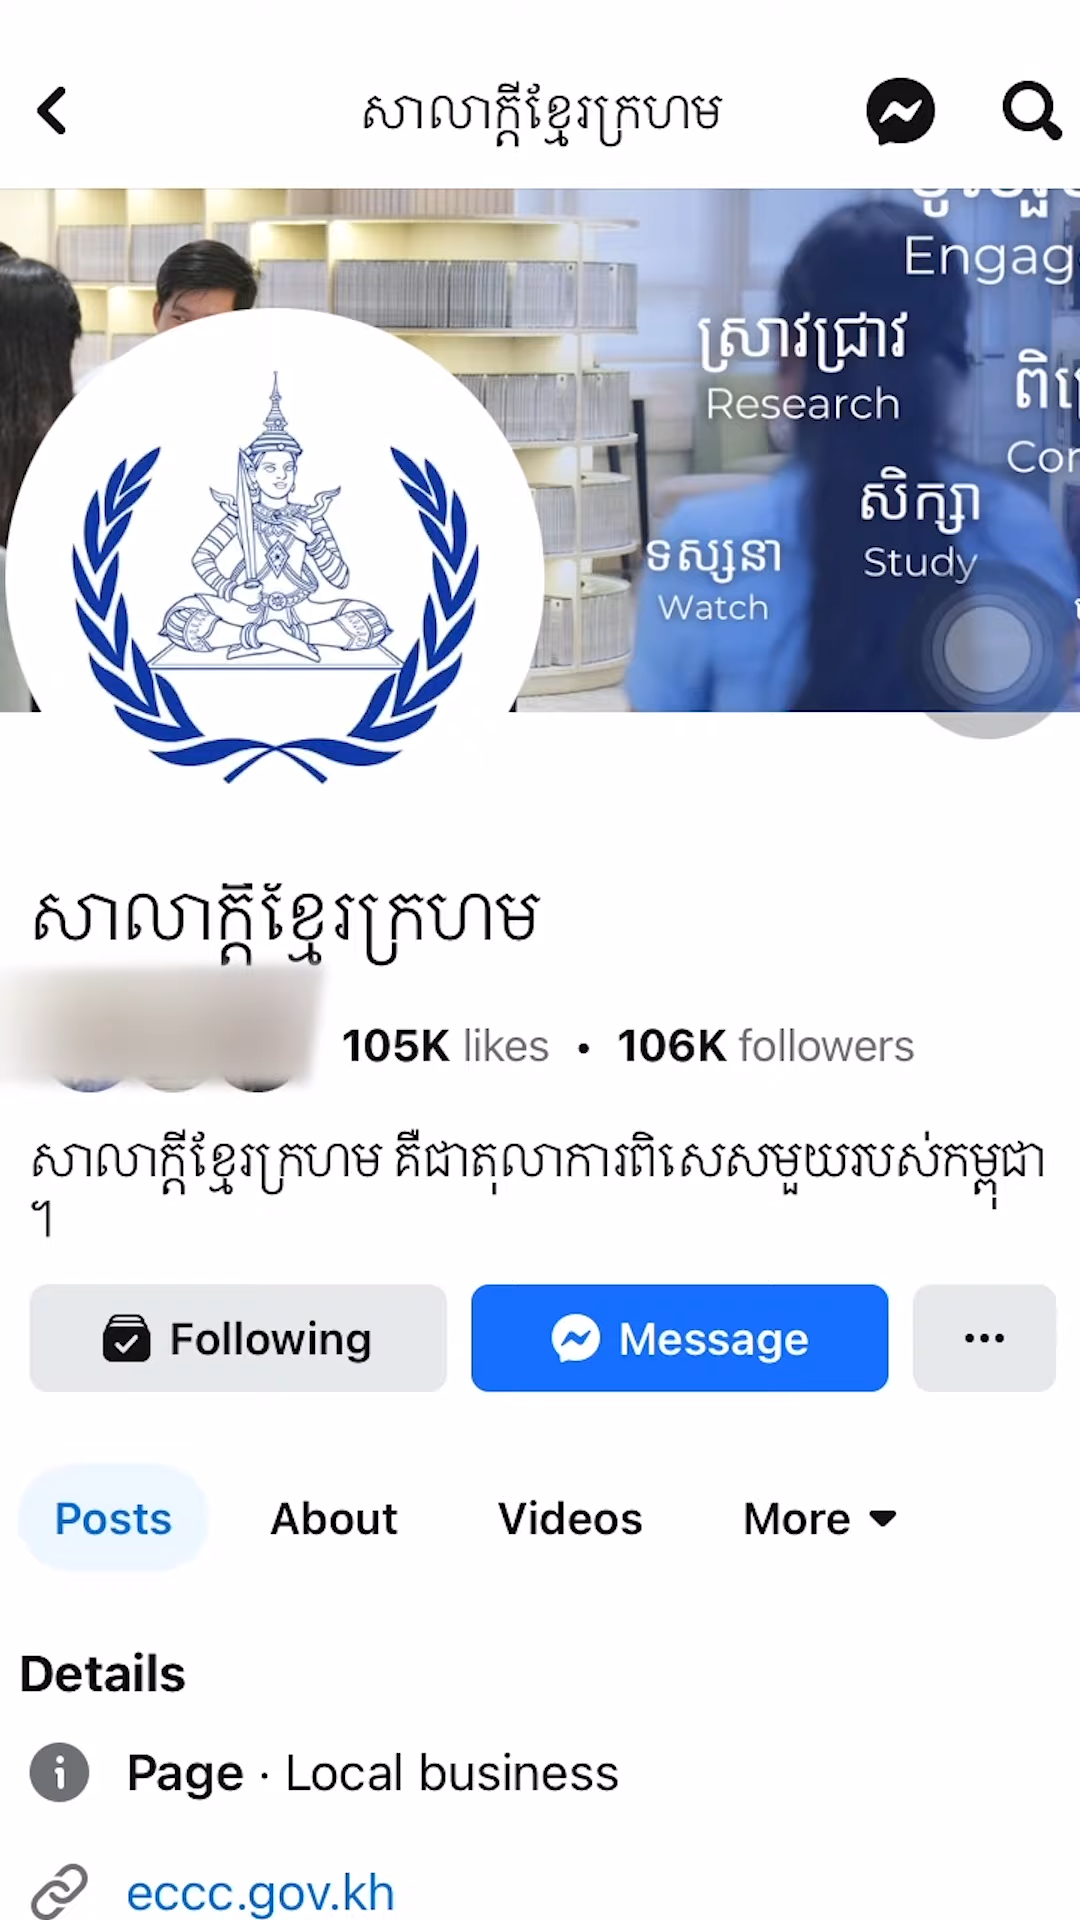 សាលាក្ដីខ្មែរក្រហម
Engag
ស្រាវជ្រាវ
Research
សិក្សា
Study
ទស្សនា
Watch
សាលាក្ដីខ្មែរក្រហម
105K likes • 106K followers
សាលាក្ដីខ្មែរក្រហម គឺជាតុលាការពិសេសមួយរបស់កម្ពុជា
។
Following
Message
Posts
About
Videos
More
Details
Page · Local business
eccc.gov.kh